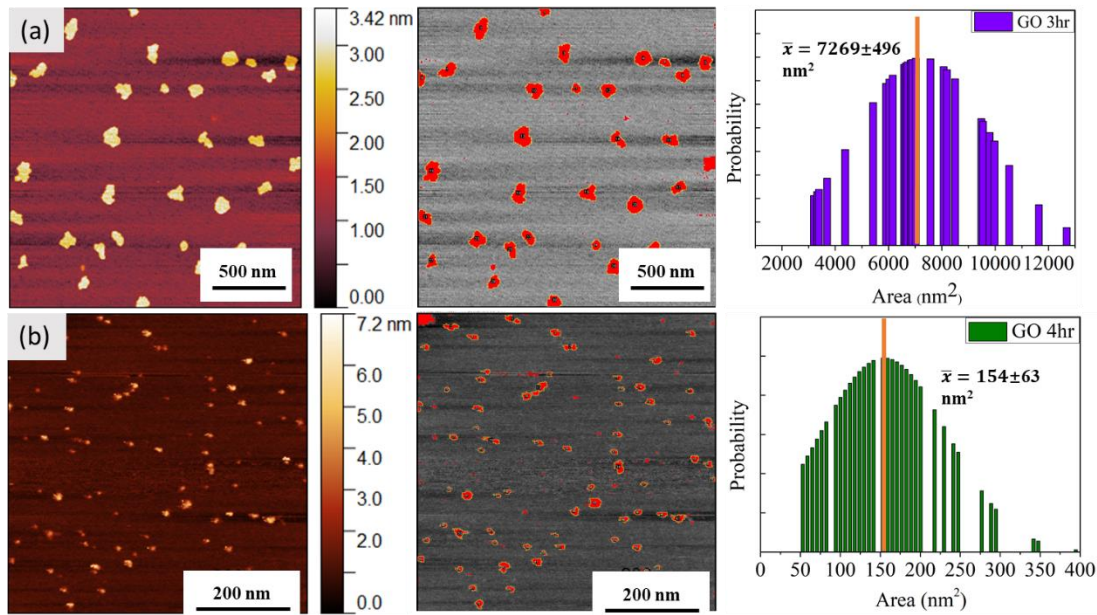 (a)
3.42 nm
3.00
2.50
2.00
1.50
1.00
0.00
500 nm
500 nm
GO 3hr
x̄ = 7269±496
nm²
Probability
2000 4000 6000 8000 10000 12000
Area (nm²)
(b)
7.2 nm
6.0
5.0
4.0
3.0
2.0
0.0
200 nm
200 nm
GO 4hr
x̄ = 154±63
nm²
Probability
0 50 100 150 200 250 300 350 400
Area (nm²)